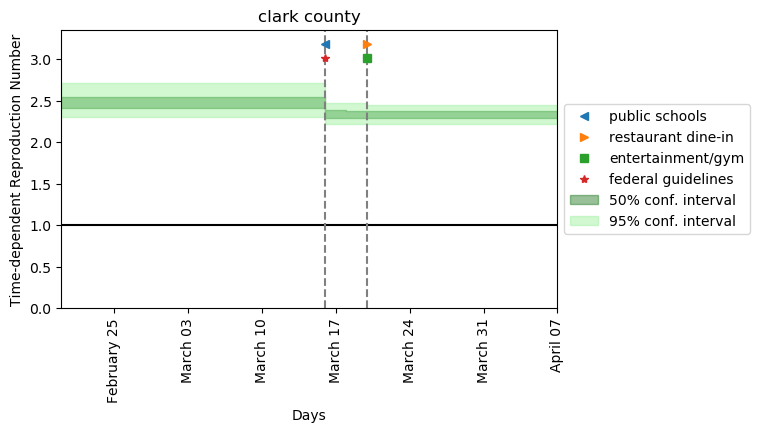 clark county
Time-dependent Reproduction Number
3.0
2.5
2.0
1.5
1.0
0.5
0.0
February 25
March 03
March 10
March 17
March 24
March 31
April 07
Days
public schools
restaurant dine-in
entertainment/gym
federal guidelines
50% conf. interval
95% conf. interval